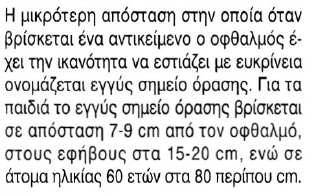 Η μικρότερη απόσταση στην οποία όταν
βρίσκεται ένα αντικείμενο ο οφθαλμός έ-
χει την ικανότητα να εστιάζει με ευκρίνεια
ονομάζεται εγγύς σημείο όρασης. Για τα
παιδιά το εγγύς σημείο όρασης βρίσκεται
σε απόσταση 7-9 cm από τον οφθαλμό,
στους εφήβους στα 15-20 cm, ενώ σε
άτομα ηλικίας 60 ετών στα 80 περίπου cm.